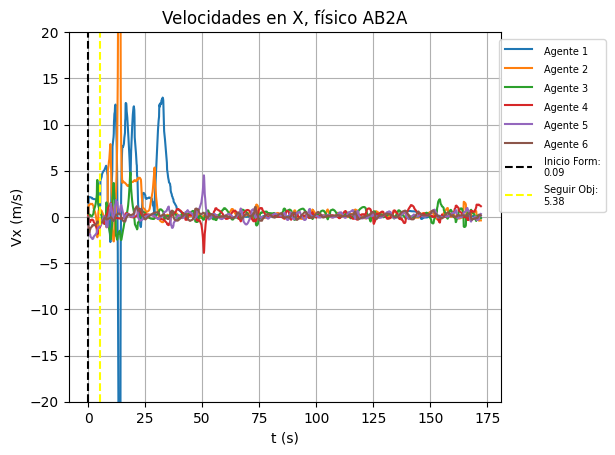 Velocidades en X, físico AB2A
20
15
10
5
0
−5
−10
−15
−20
Vx (m/s)
0
25
50
75
100
125
150
175
t (s)
Agente 1
Agente 2
Agente 3
Agente 4
Agente 5
Agente 6
Inicio Form:
0.09
Seguir Obj:
5.38